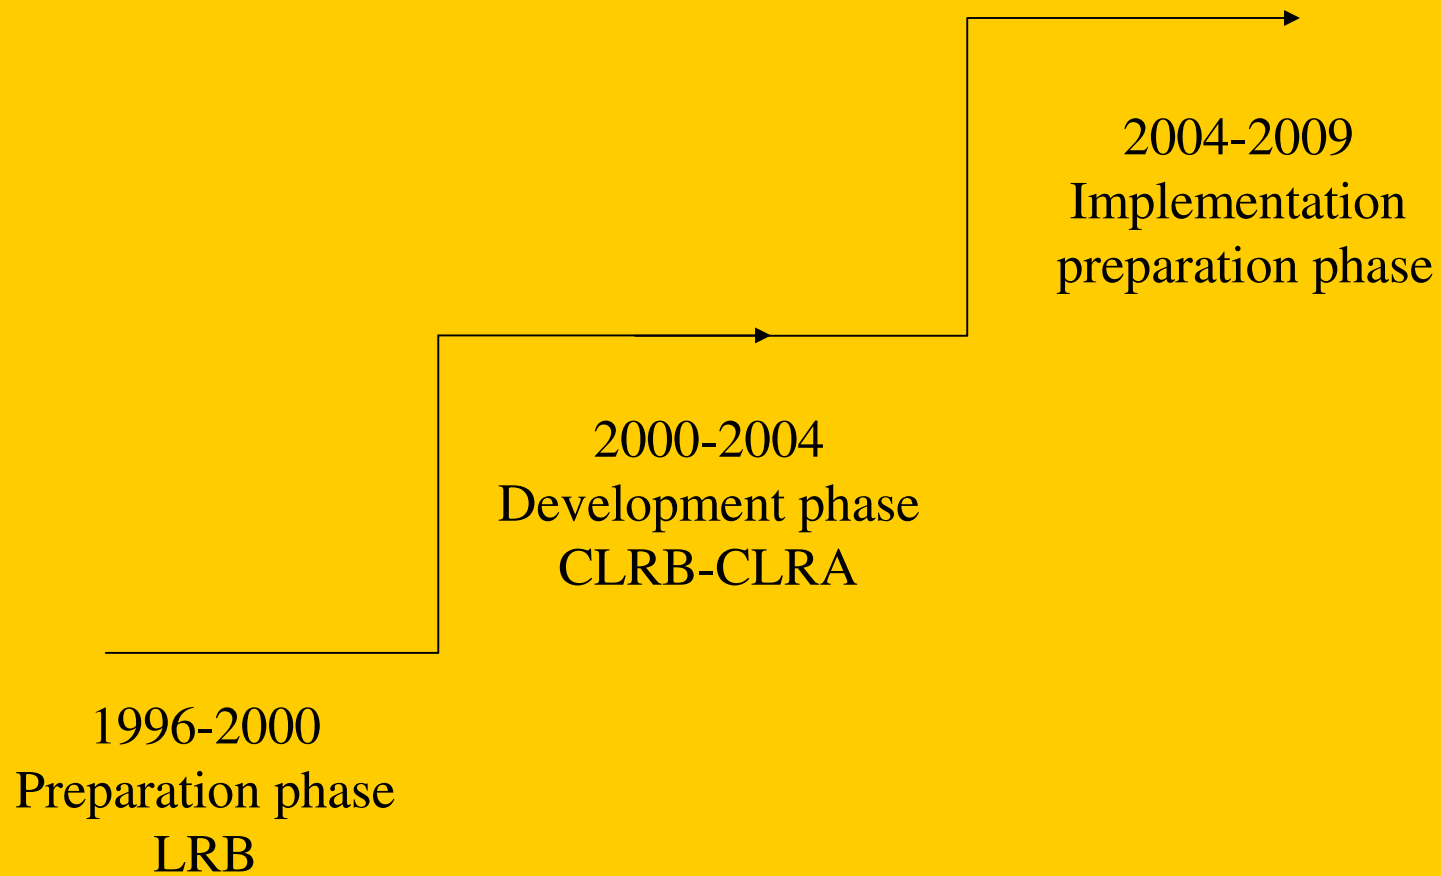 2004-2009
Implementation
preparation phase
2000-2004
Development phase
CLRB-CLRA
1996-2000
Preparation phase
LRB